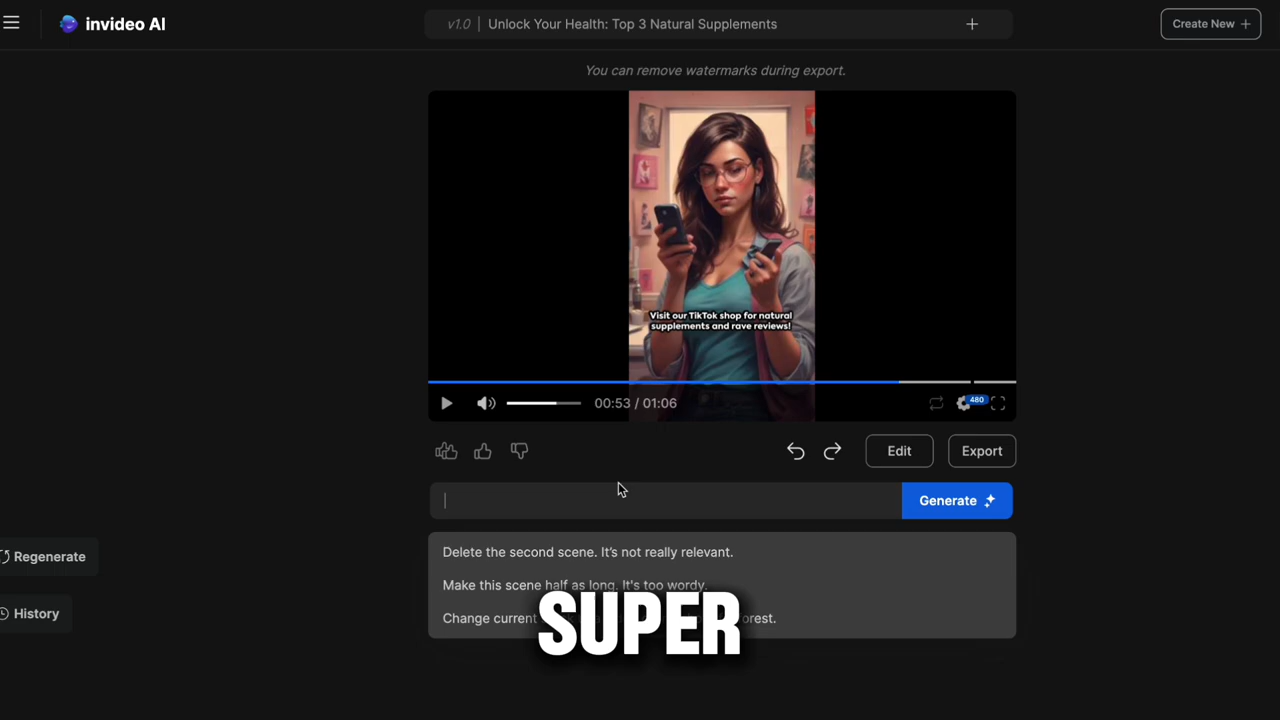 invideo AI
v1.0 | Unlock Your Health: Top 3 Natural Supplements
Create New +
You can remove watermarks during export.
Visit our TikTok shop for natural
supplements and rave reviews!
00:53 / 01:06
480
Edit
Export
Generate
Delete the second scene. It's not really relevant.
Make this scene half as long. It's too wordy.
Change current
SUPER
Regenerate
History